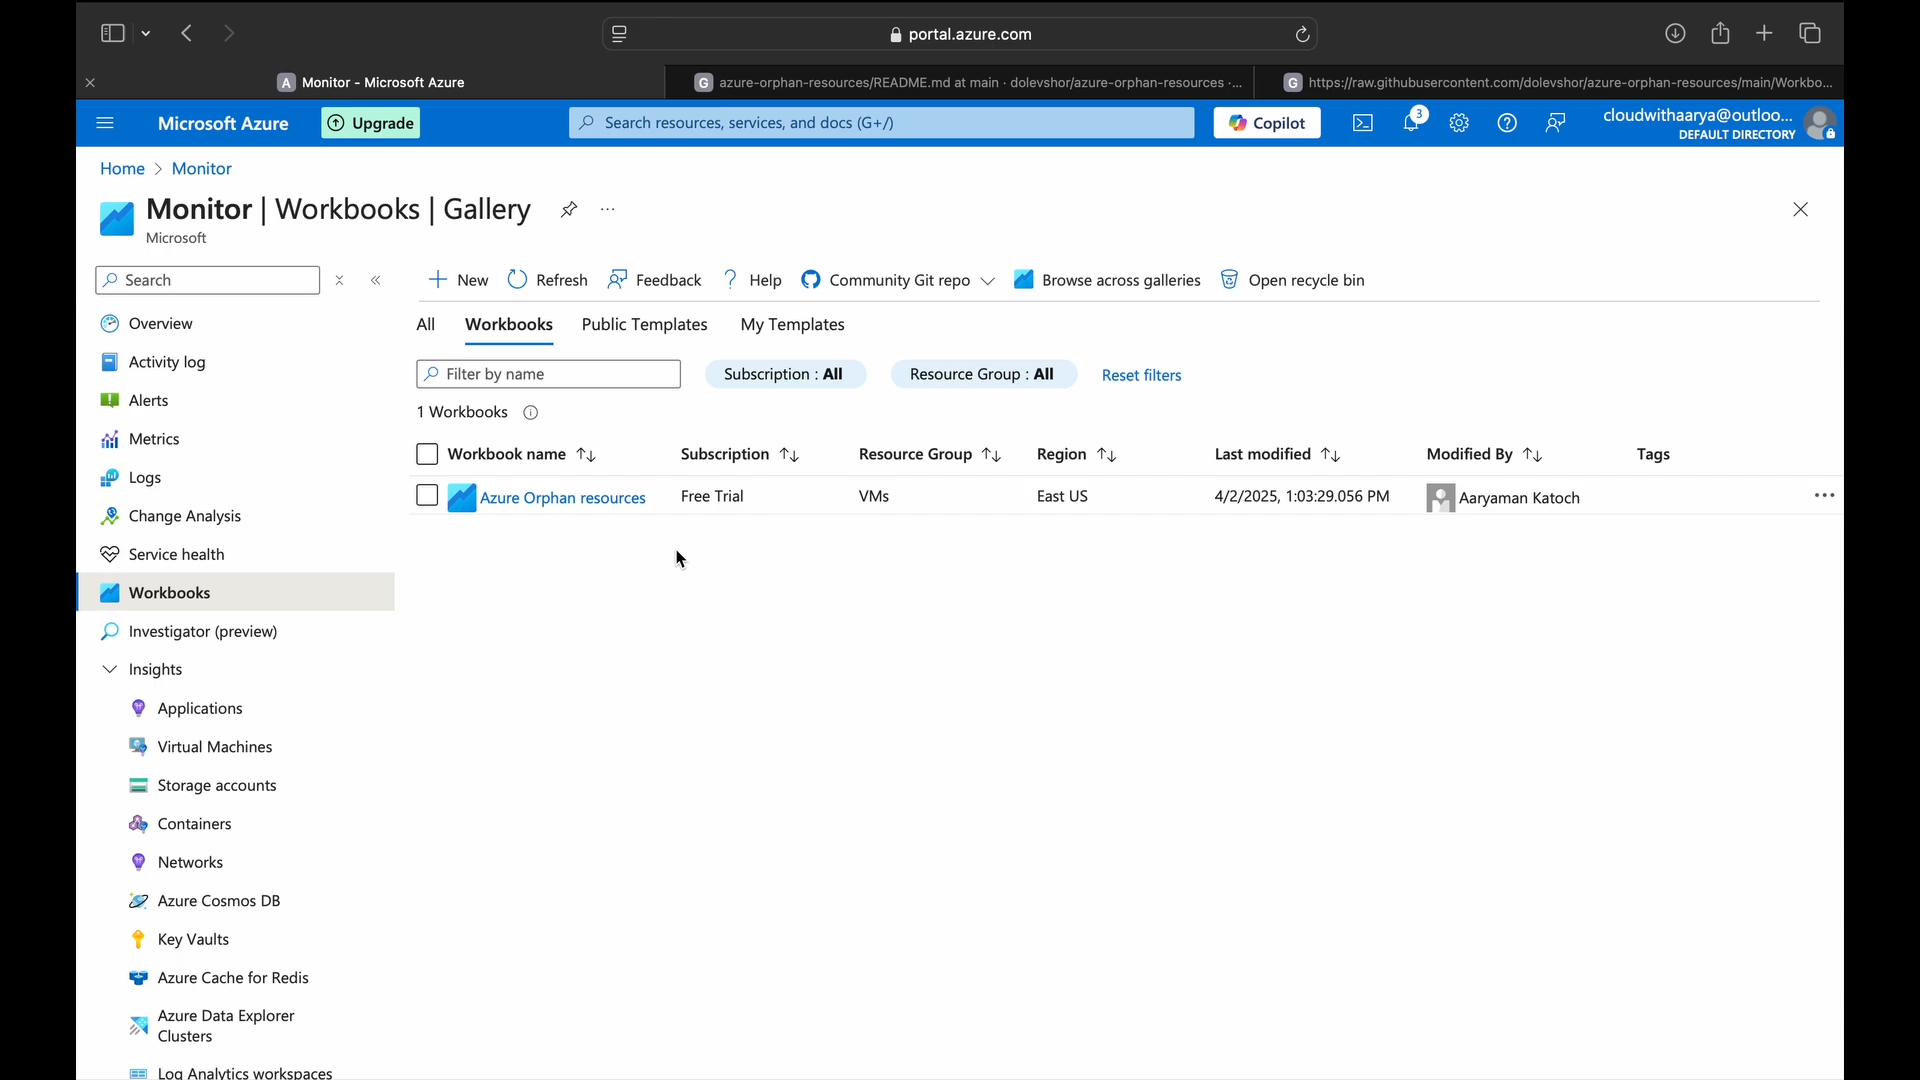 portal.azure.com
Monitor - Microsoft Azure
azure-orphan-resources/README.md at main · dolevshor/azure-orphan-resources ·...
https://raw.githubusercontent.com/dolevshor/azure-orphan-resources/main/Workbo...
Microsoft Azure
Upgrade
Search resources, services, and docs (G+/)
Copilot
3
cloudwithaarya@outloo...
DEFAULT DIRECTORY
Home > Monitor
Monitor | Workbooks | Gallery
Microsoft
Search
New
Refresh
Feedback
Help
Community Git repo
Browse across galleries
Open recycle bin
Overview
Activity log
Alerts
Metrics
Logs
Change Analysis
Service health
Workbooks
Investigator (preview)
Insights
Applications
Virtual Machines
Storage accounts
Containers
Networks
Azure Cosmos DB
Key Vaults
Azure Cache for Redis
Azure Data Explorer
Clusters
Log Analytics workspaces
All
Workbooks
Public Templates
My Templates
Filter by name
Subscription : All
Resource Group : All
Reset filters
1 Workbooks
Workbook name
Subscription
Resource Group
Region
Last modified
Modified By
Tags
Azure Orphan resources
Free Trial
VMs
East US
4/2/2025, 1:03:29.056 PM
Aaryaman Katoch